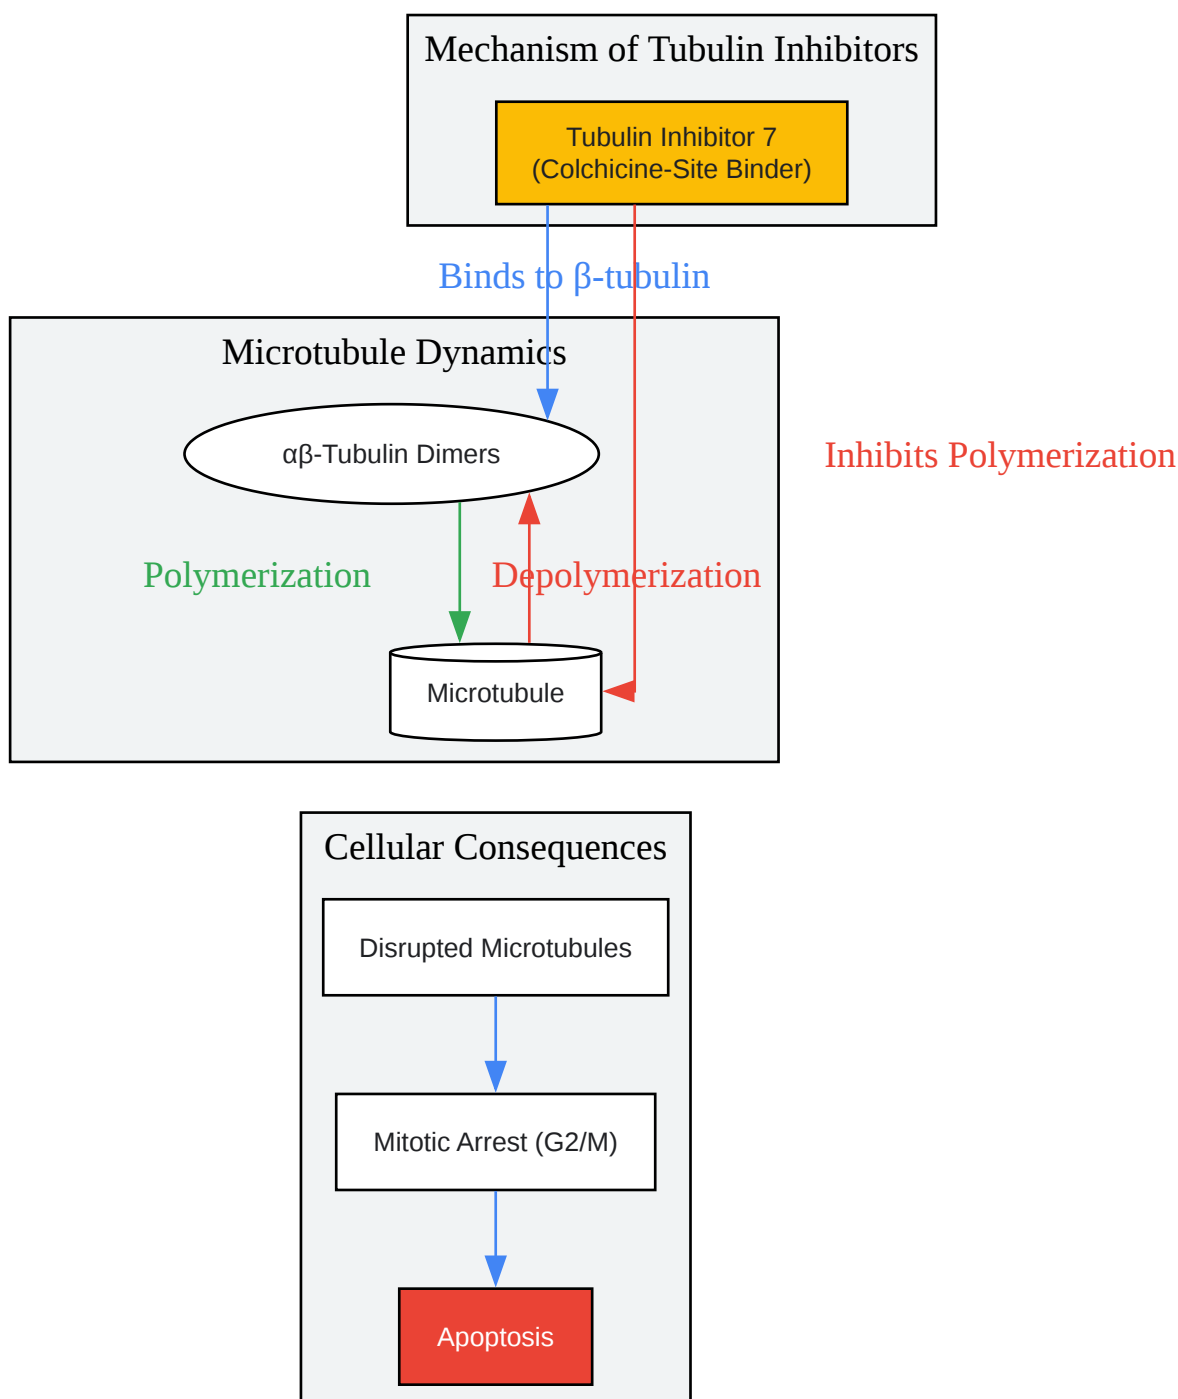 Mechanism of Tubulin Inhibitors
Tubulin Inhibitor 7
(Colchicine-Site Binder)
Binds to β-tubulin
Microtubule Dynamics
αβ-Tubulin Dimers
Inhibits Polymerization
Polymerization
Depolymerization
Microtubule
Cellular Consequences
Disrupted Microtubules
Mitotic Arrest (G2/M)
Apoptosis